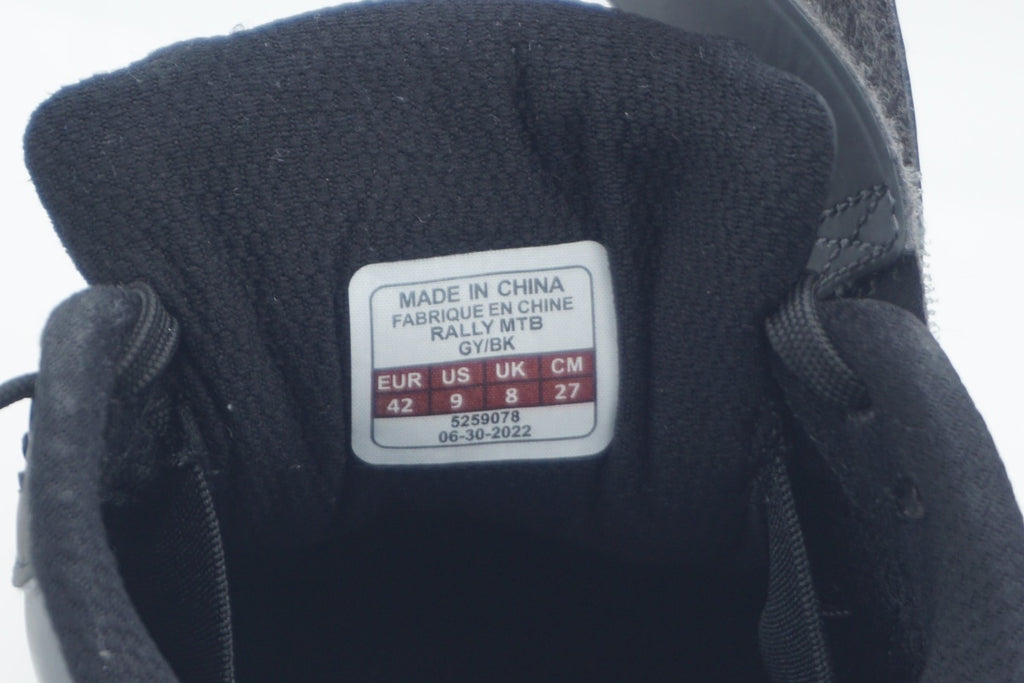 MADE IN CHINA
FABRIQUE EN CHINE
RALLY MTB
GY/BK
EUR US UK CM
42 9 8 27
5259078
06-30-2022